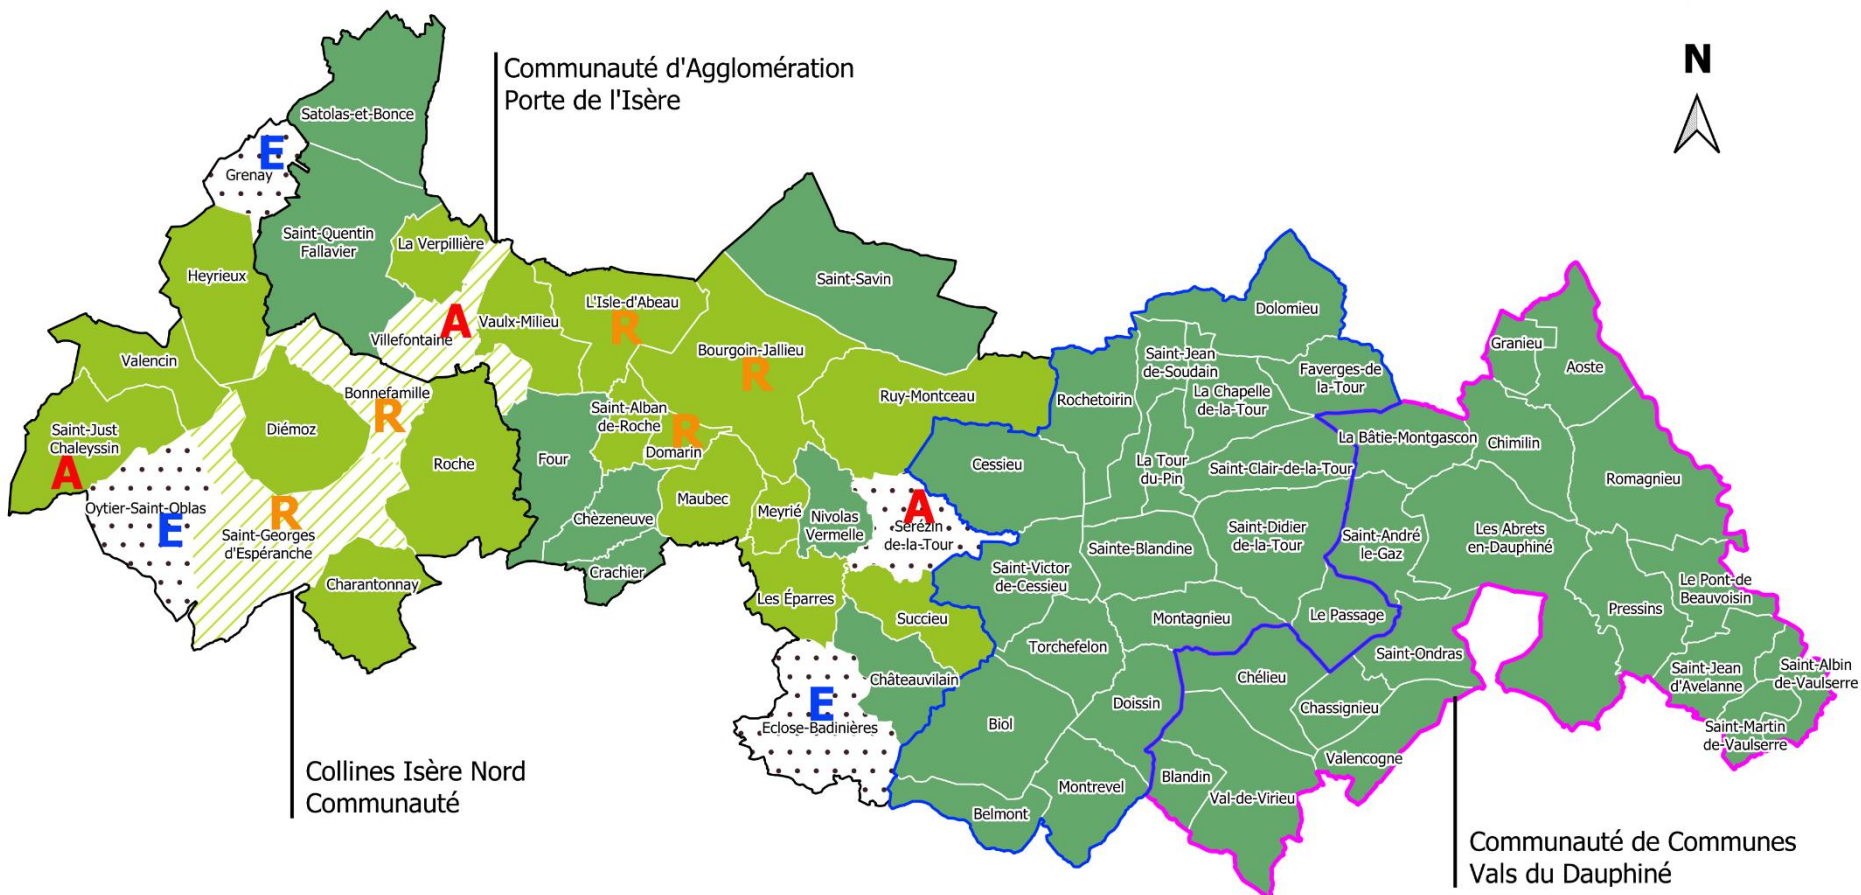 Communauté d'Agglomération
Porte de l'Isère
N
Satolas-et-Bonce
E
Grenay
Saint-Quentin
Fallavier
La Verpillière
Heyrieux
Villefontaine
A
Vaulx-Milieu
L'Isle-d'Abeau
R
Bourgoin-Jallieu
R
Saint-Savin
Ruy-Montceau
Valencin
Saint-Just
Chaleyssin
A
Diémoz
Bonnefamille
R
Roche
Oytier-Saint-Oblas
E
Saint-Georges
d'Espéranche
R
Charantonnay
Four
Saint-Alban
de-Roche
Domarin
R
Maubec
Meyrié
Nivolas
Vermelle
A
Sérézin
de-la-Tour
Chèzeneuve
Crachier
Les Éparres
Succieu
Châteauvilain
E
Eclose-Badinières
Dolomieu
Saint-Jean
de-Soudain
Faverges-de
la-Tour
Rochetoirin
La Chapelle
de-la-Tour
Cessieu
La Tour
du-Pin
Saint-Clair-de-la-Tour
Saint-Didier
de-la-Tour
Sainte-Blandine
Saint-Victor
de-Cessieu
Montagnieu
Le Passage
Torchefelon
Doissin
Biol
Montrevel
Belmont
Granieu
Aoste
La Bâtie-Montgascon
Chimilin
Romagnieu
Saint-André
le-Gaz
Les Abrets
en-Dauphiné
Le Pont-de
Beauvoisin
Pressins
Saint-Ondras
Saint-Jean
d'Avelanne
Saint-Albin
de-Vaulserre
Saint-Martin
de-Vaulserre
Chélieu
Chassignieu
Valencogne
Blandin
Val-de-Virieu
Collines Isère Nord
Communauté
Communauté de Communes
Vals du Dauphiné